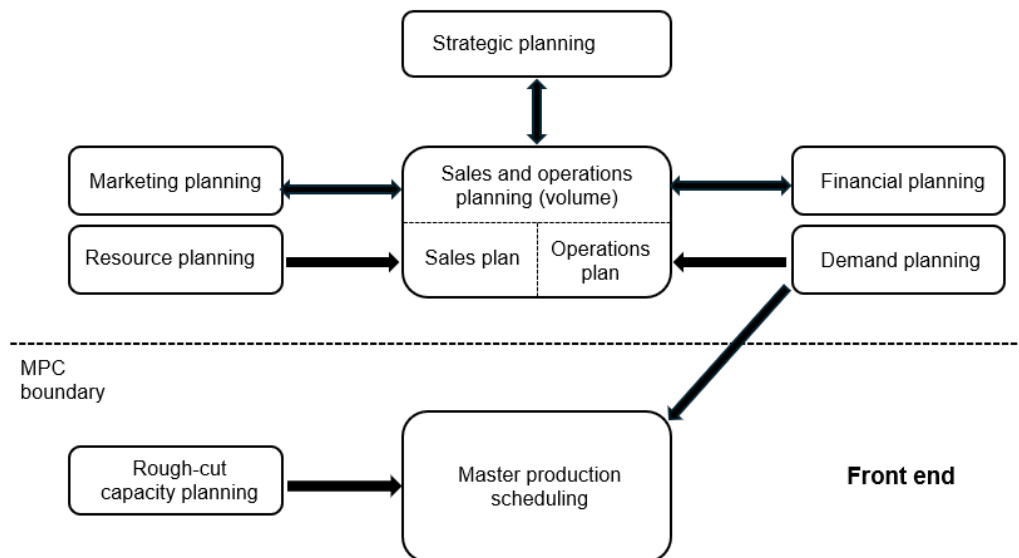 Strategic planning
Marketing planning
Sales and operations
planning (volume)
Financial planning
Resource planning
Sales plan
Operations
plan
Demand planning
MPC
boundary
Rough-cut
capacity planning
Master production
scheduling
Front end